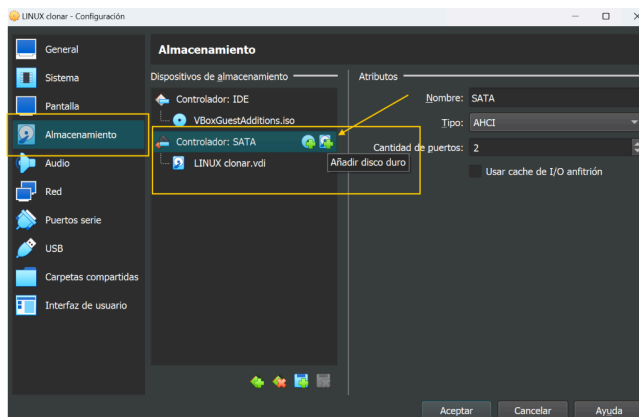 LINUX clonar - Configuración
General
Sistema
Pantalla
Almacenamiento
Audio
Red
Puertos serie
USB
Carpetas compartidas
Interfaz de usuario
Almacenamiento
Dispositivos de almacenamiento
Controlador: IDE
VBoxGuestAdditions.iso
Controlador: SATA
LINUX clonar.vdi
Añadir disco duro
Atributos
Nombre: SATA
Tipo: AHCI
Cantidad de puertos: 2
Usar cache de I/O anfitrión
Aceptar Cancelar Ayuda